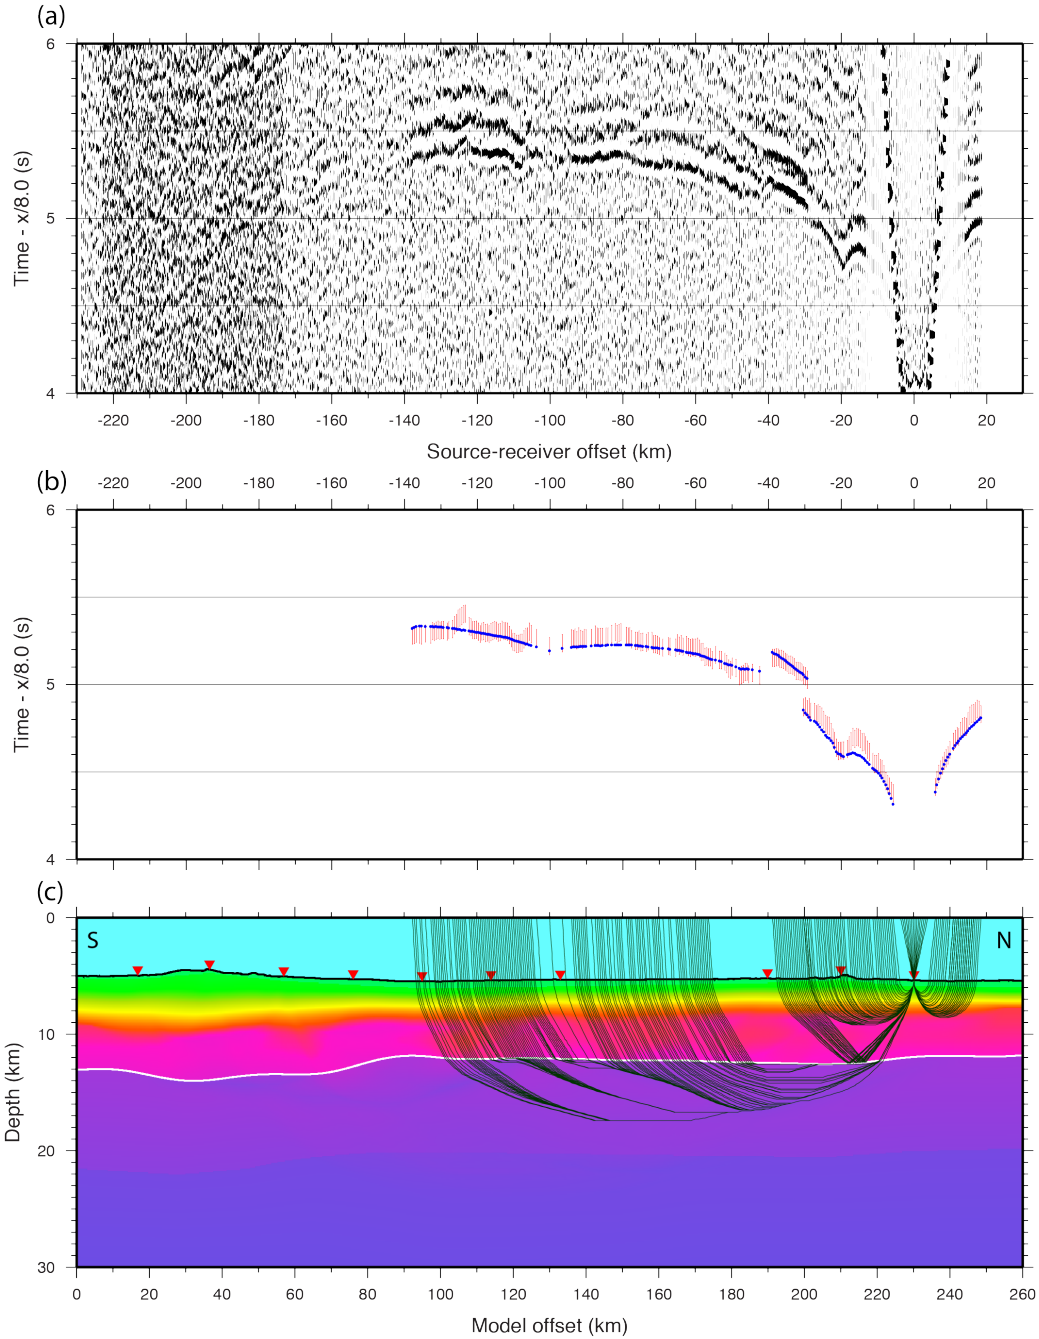 (a)
6
5
4
Time - x/8.0 (s)
-220 -200 -180 -160 -140 -120 -100 -80 -60 -40 -20 0 20
Source-receiver offset (km)
(b)
-220 -200 -180 -160 -140 -120 -100 -80 -60 -40 -20 0 20
6
5
4
Time - x/8.0 (s)
(c)
0
10
20
30
Depth (km)
S N
0 20 40 60 80 100 120 140 160 180 200 220 240 260
Model offset (km)